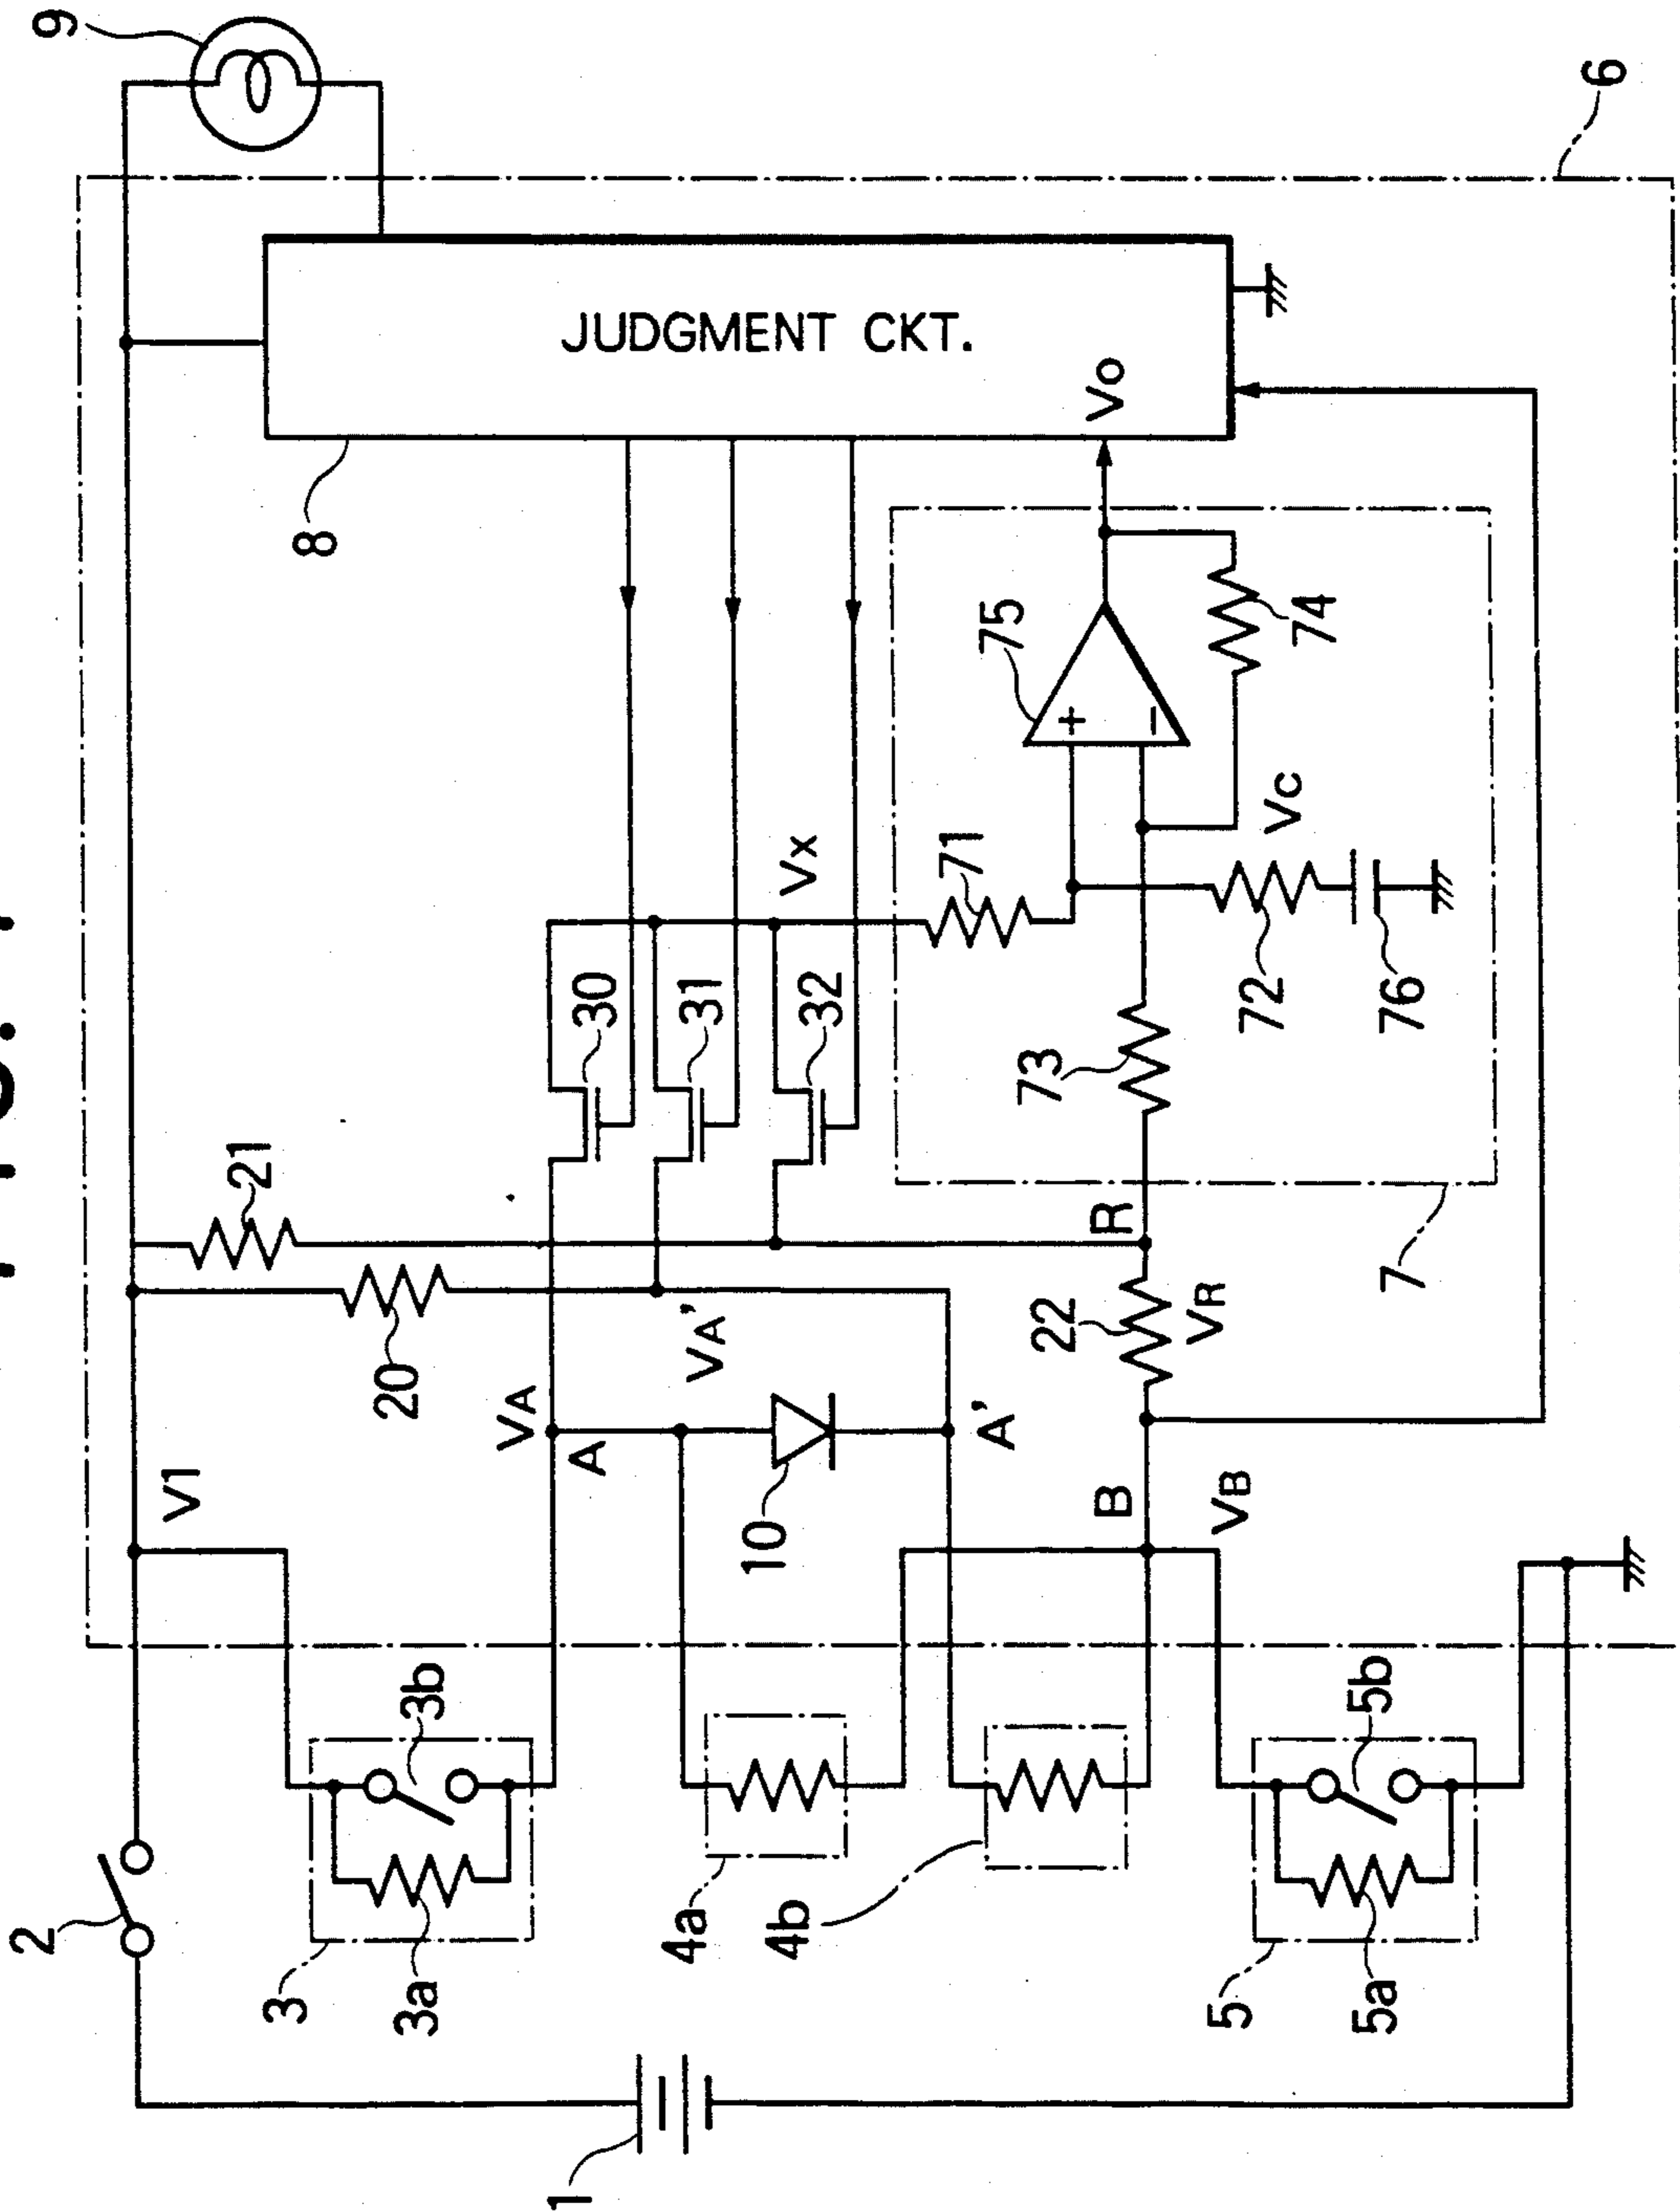 9
6
JUDGMENT CKT.
8
Vo
75
+
−
74
Vx
71
Vc
30
31
32
72
76
73
7
21
20
VA'
R
22
VR
V1
VA
A
10
A'
B
VB
2
3
3b
3a
4a
4b
5b
5
5a
1